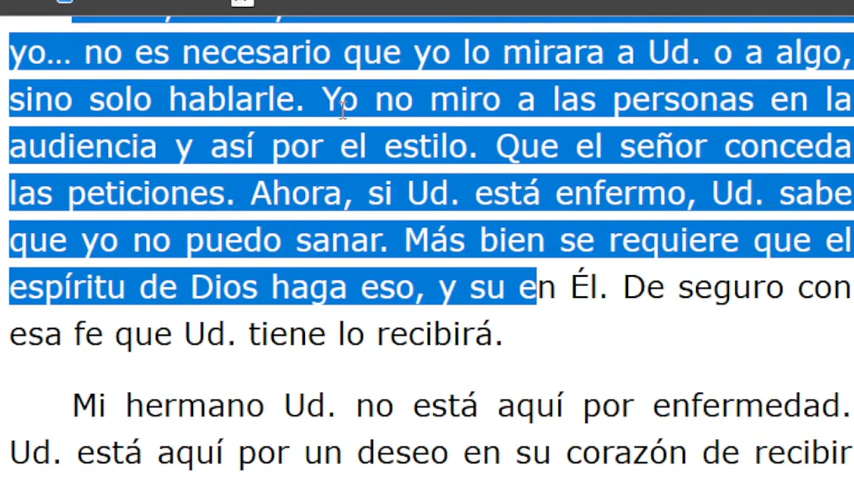 yo... no es necesario que yo lo mirara a Ud. o a algo,
sino solo hablarle. Yo no miro a las personas en la
audiencia y así por el estilo. Que el señor conceda
las peticiones. Ahora, si Ud. está enfermo, Ud. sabe
que yo no puedo sanar. Más bien se requiere que el
espíritu de Dios haga eso, y su en Él. De seguro con
esa fe que Ud. tiene lo recibirá.
Mi hermano Ud. no está aquí por enfermedad.
Ud. está aquí por un deseo en su corazón de recibir